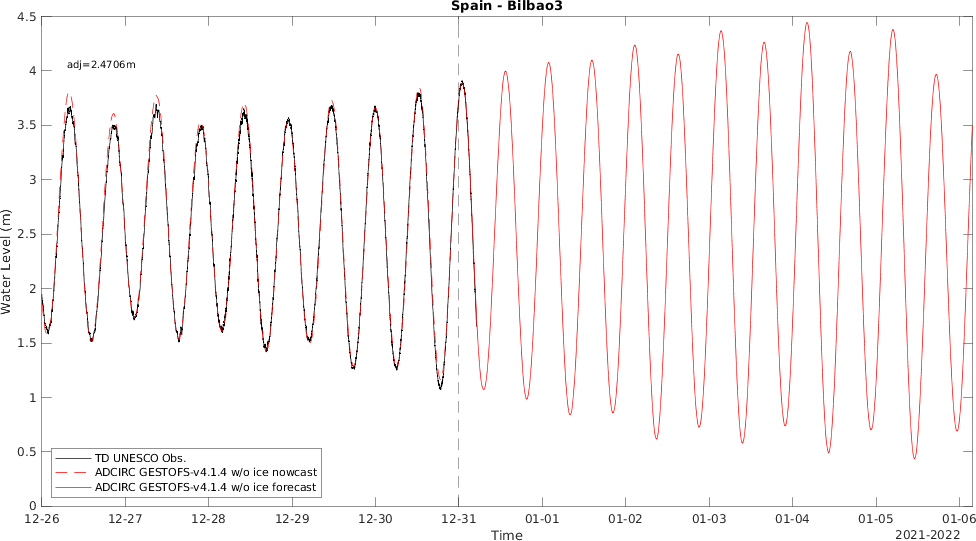 Spain - Bilbao3
4.5
4
3.5
3
2.5
2
1.5
1
0.5
0
Water Level (m)
adj=2.4706m
TD UNESCO Obs.
ADCIRC GESTOFS-v4.1.4 w/o ice nowcast
ADCIRC GESTOFS-v4.1.4 w/o ice forecast
12-26 12-27 12-28 12-29 12-30 12-31 01-01 01-02 01-03 01-04 01-05 01-06
Time
2021-2022